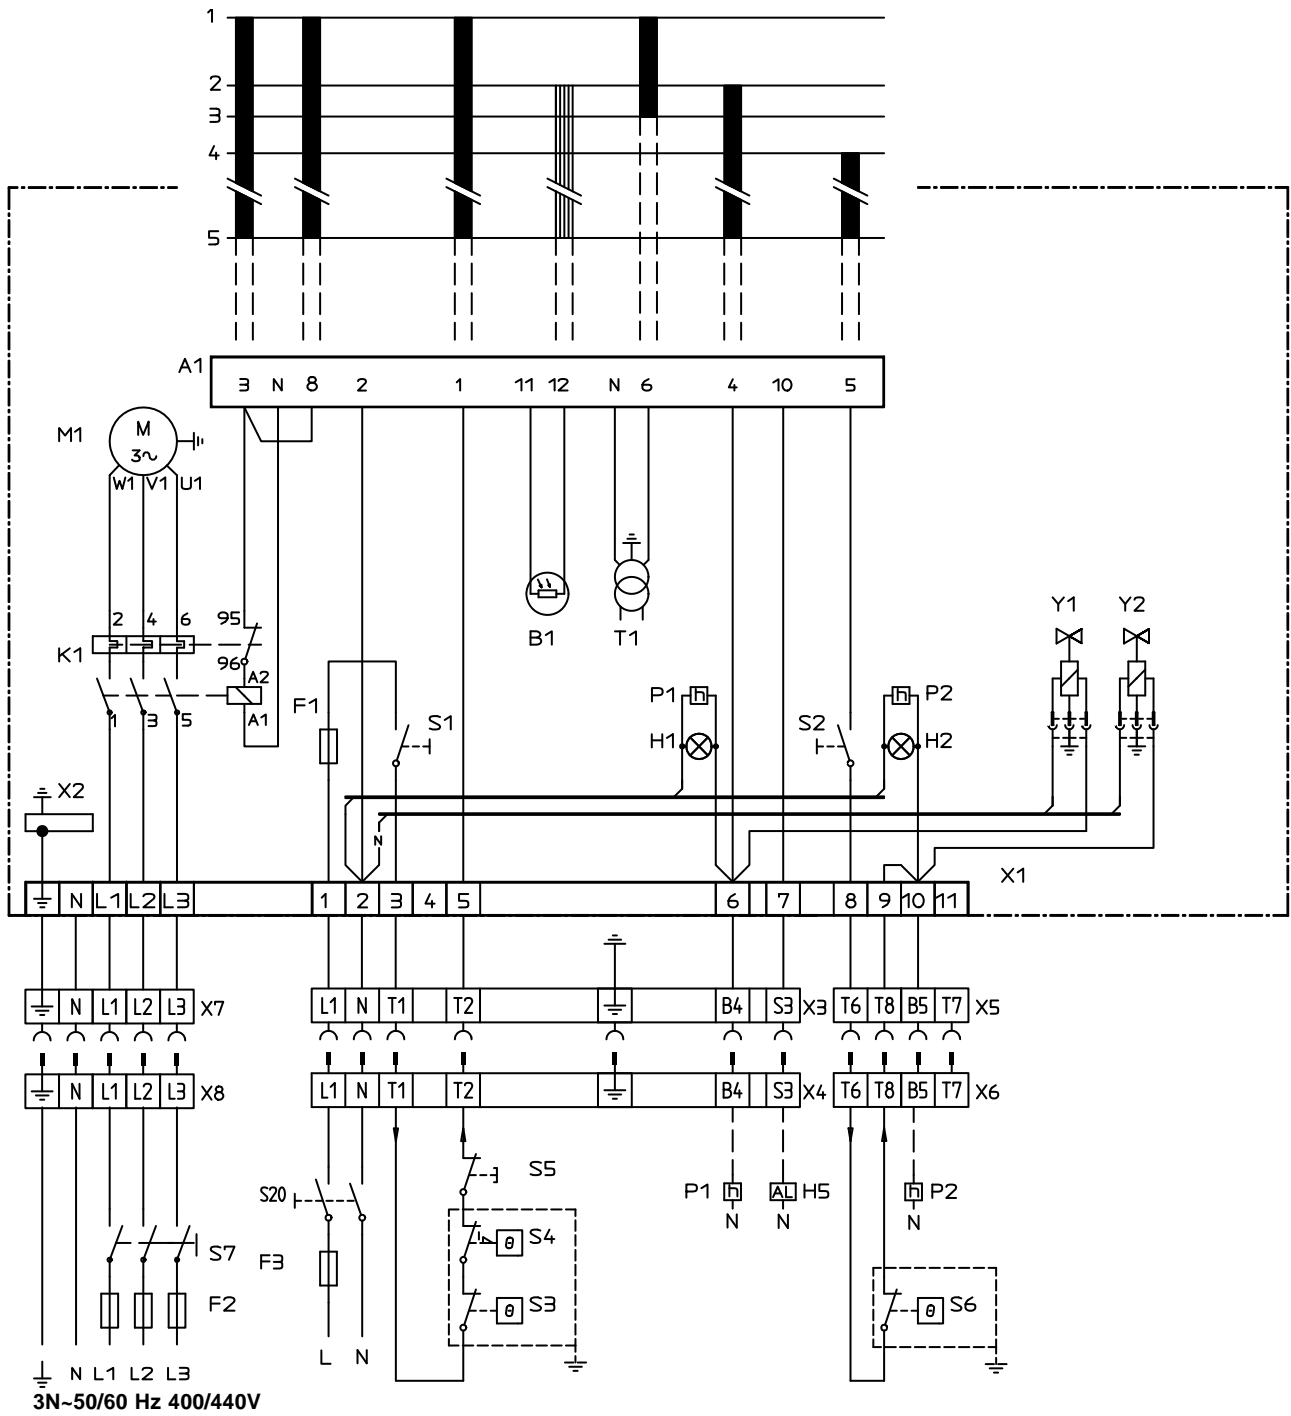 1
2
3
4
5
A1
3 N 8 2 1 11 12 N 6 4 10 5
M1
M
3~
W1 V1 U1
2 4 6 95
K1
96
A2
A1
1 3 5
B1
T1
Y1 Y2
F1
S1
P1
H1
S2
P2
H2
X2
N
X1
N L1 L2 L3 1 2 3 4 5 6 7 8 9 10 11
N L1 L2 L3 X7 L1 N T1 T2 B4 S3 X3 T6 T8 B5 T7 X5
N L1 L2 L3 X8 L1 N T1 T2 B4 S3 X4 T6 T8 B5 T7 X6
S5
S20
P1 h
N
AL H5
N
h P2
N
θ S4
S7
F3
F2
θ S3
θ S6
L N
N L1 L2 L3
3N~50/60 Hz 400/440V
P1 h
h P2